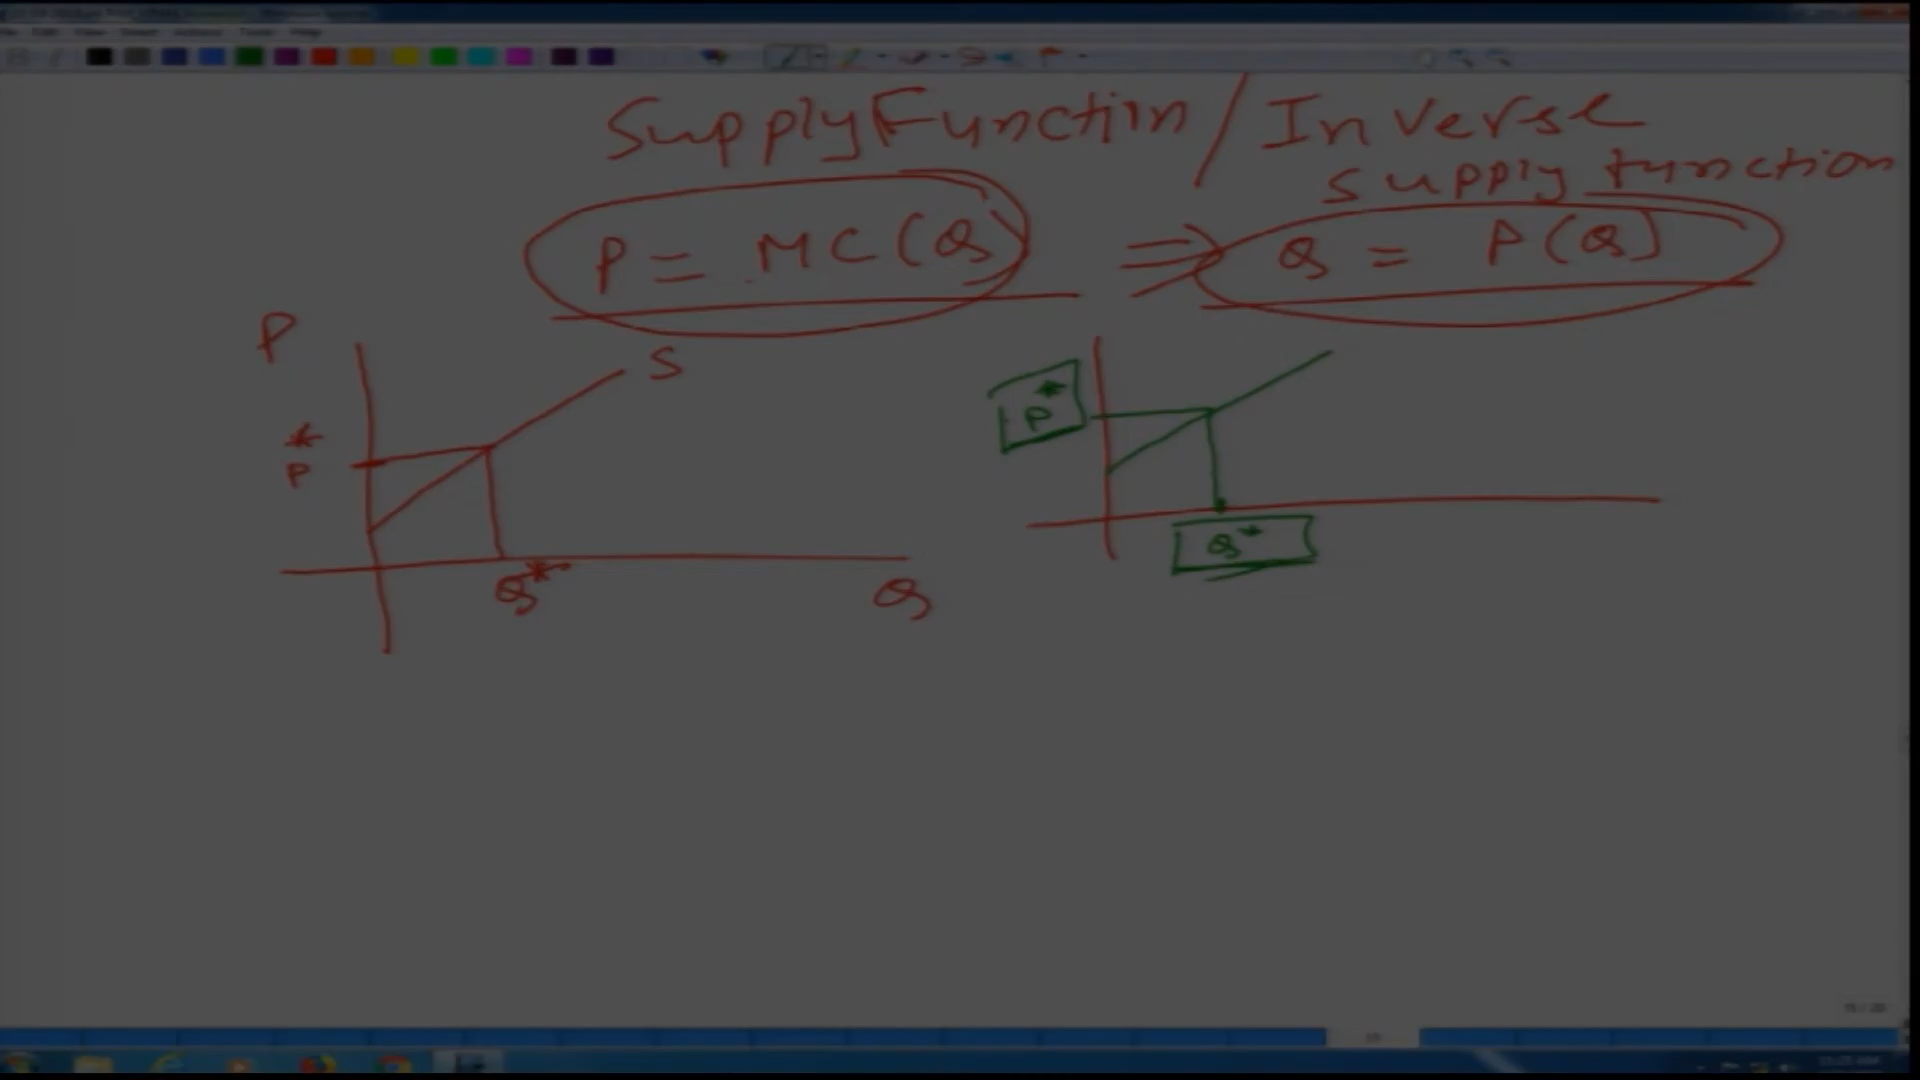 Supply Function / Inverse
supply function
P = MC(Q) ⇒ Q = P(Q)
P
S
*
P
Q*
Q
P*
Q*